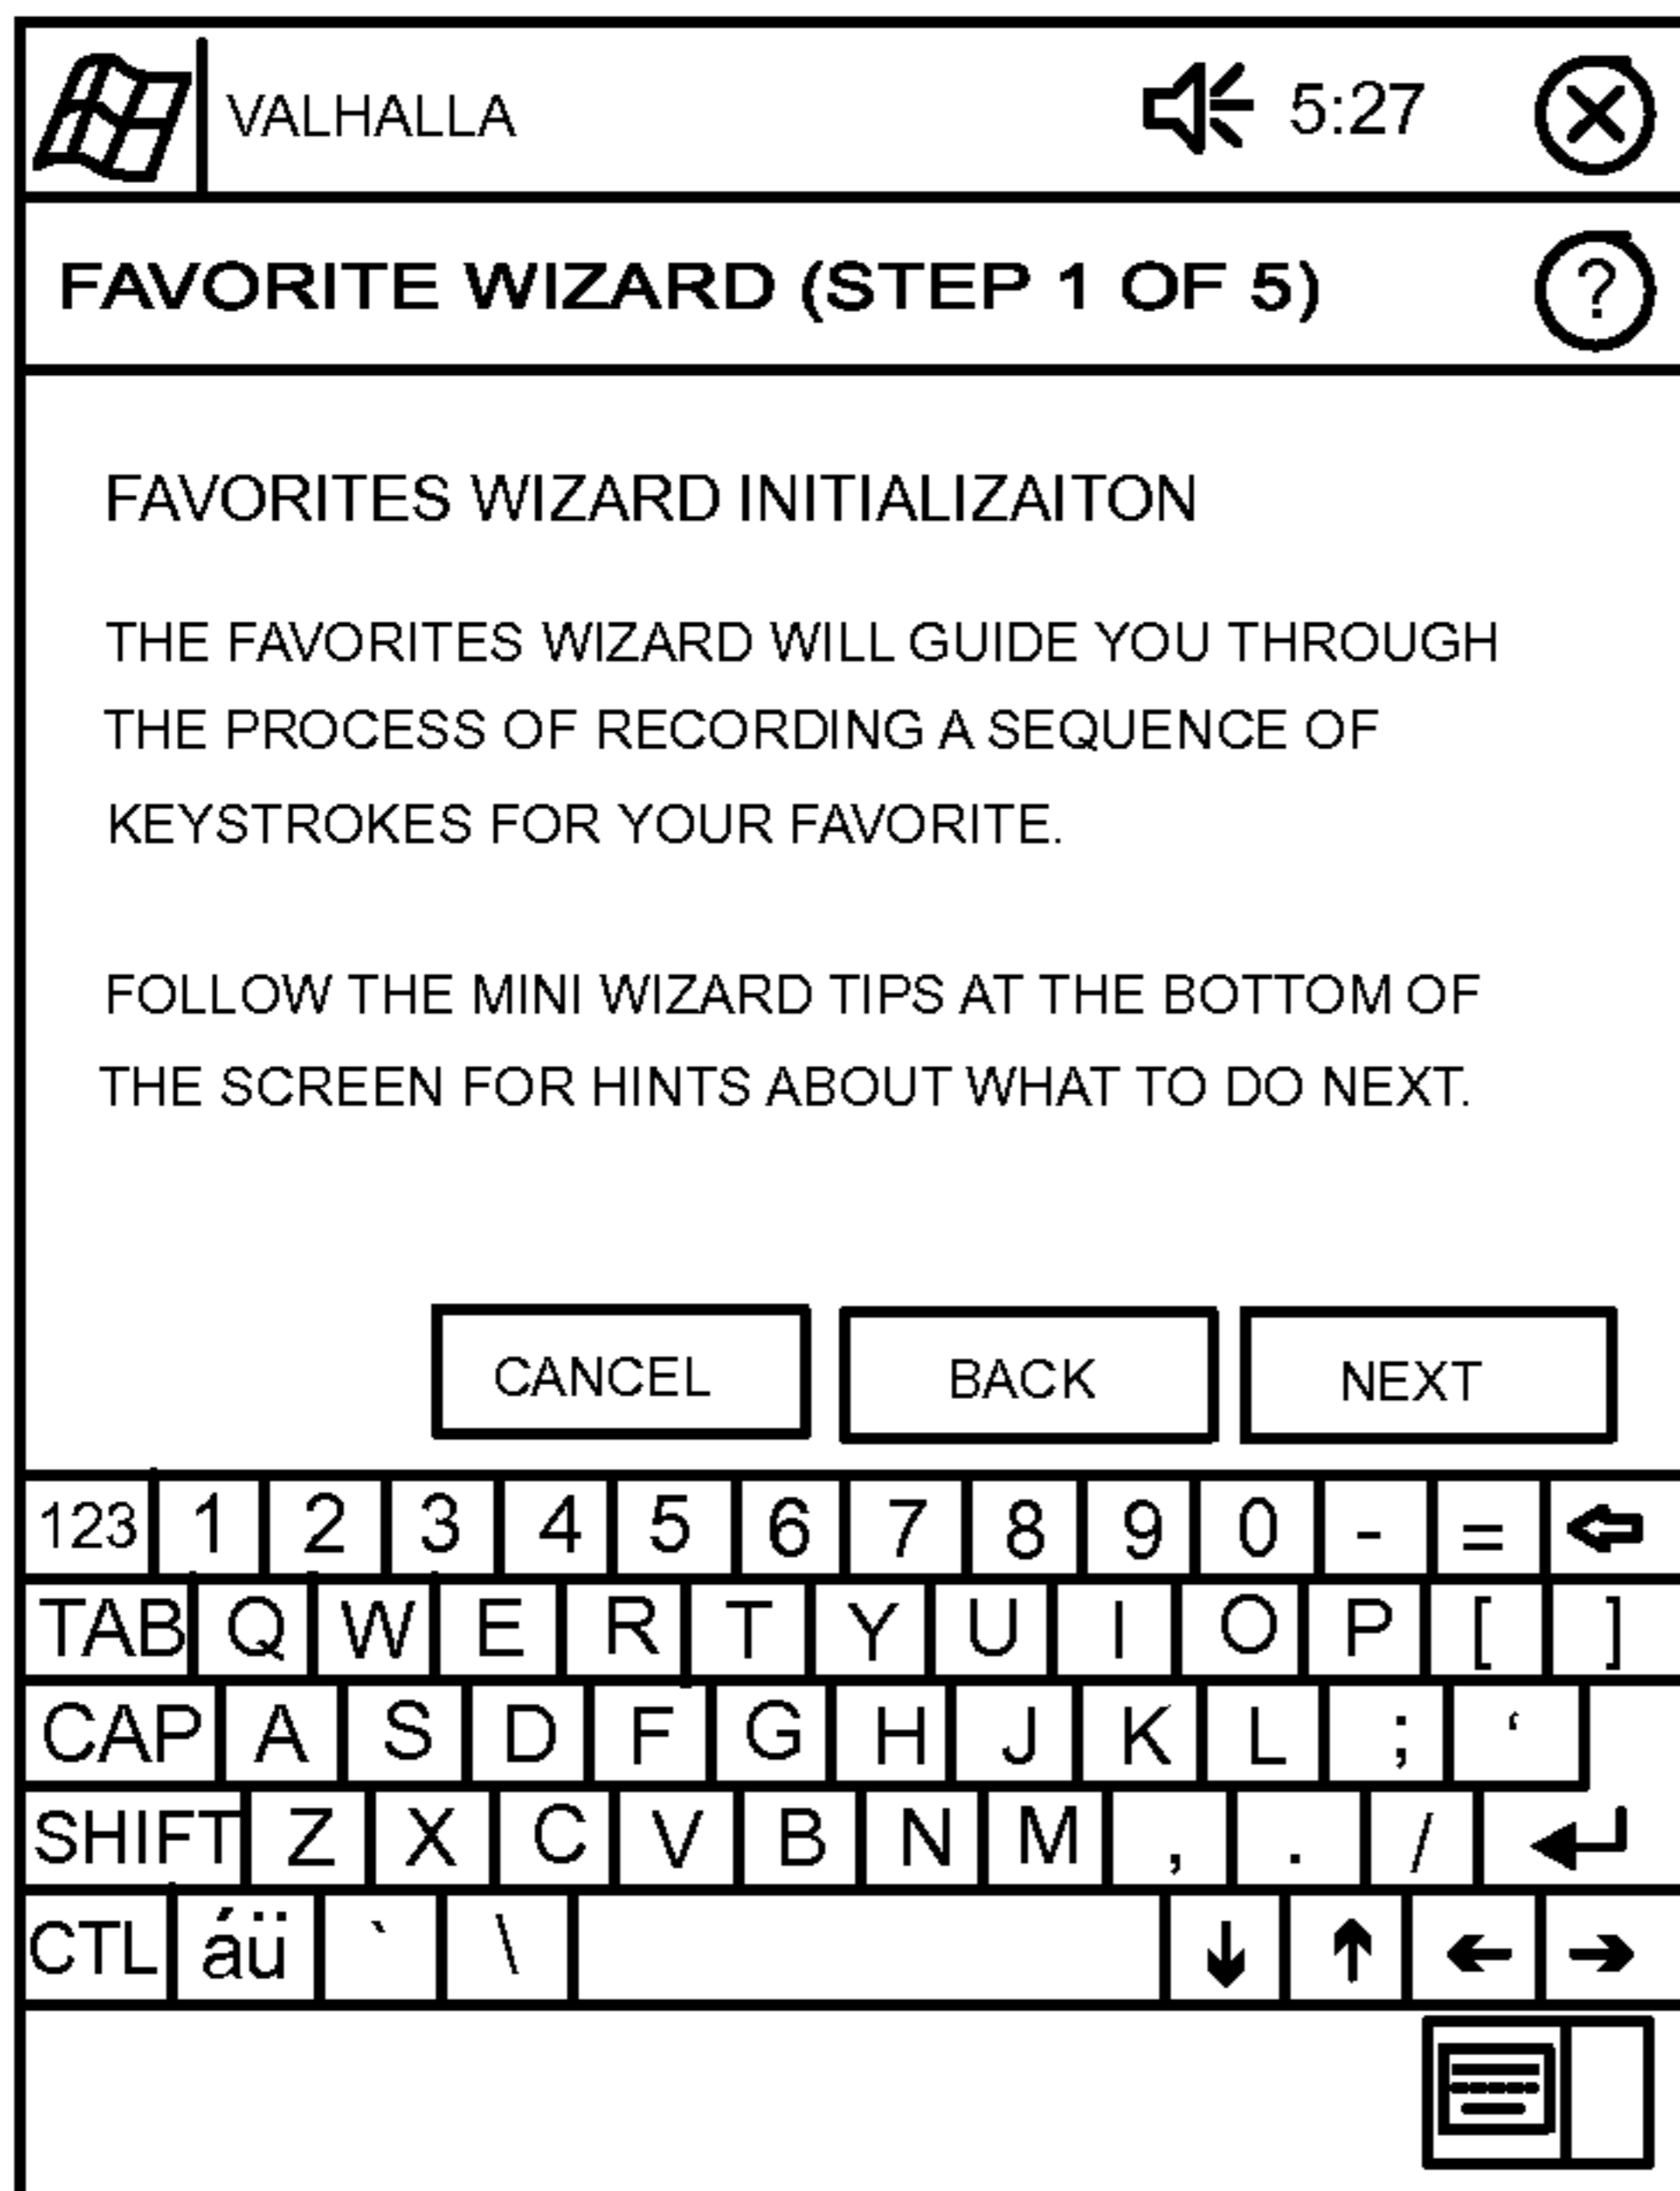 VALHALLA 5:27
FAVORITE WIZARD (STEP 1 OF 5) ?
FAVORITES WIZARD INITIALIZAITON
THE FAVORITES WIZARD WILL GUIDE YOU THROUGH
THE PROCESS OF RECORDING A SEQUENCE OF
KEYSTROKES FOR YOUR FAVORITE.
FOLLOW THE MINI WIZARD TIPS AT THE BOTTOM OF
THE SCREEN FOR HINTS ABOUT WHAT TO DO NEXT.
CANCEL BACK NEXT
123 1 2 3 4 5 6 7 8 9 0 - =
TAB Q W E R T Y U I O P [ ]
CAP A S D F G H J K L ; ‘
SHIFT Z X C V B N M , . /
CTL áü ` \